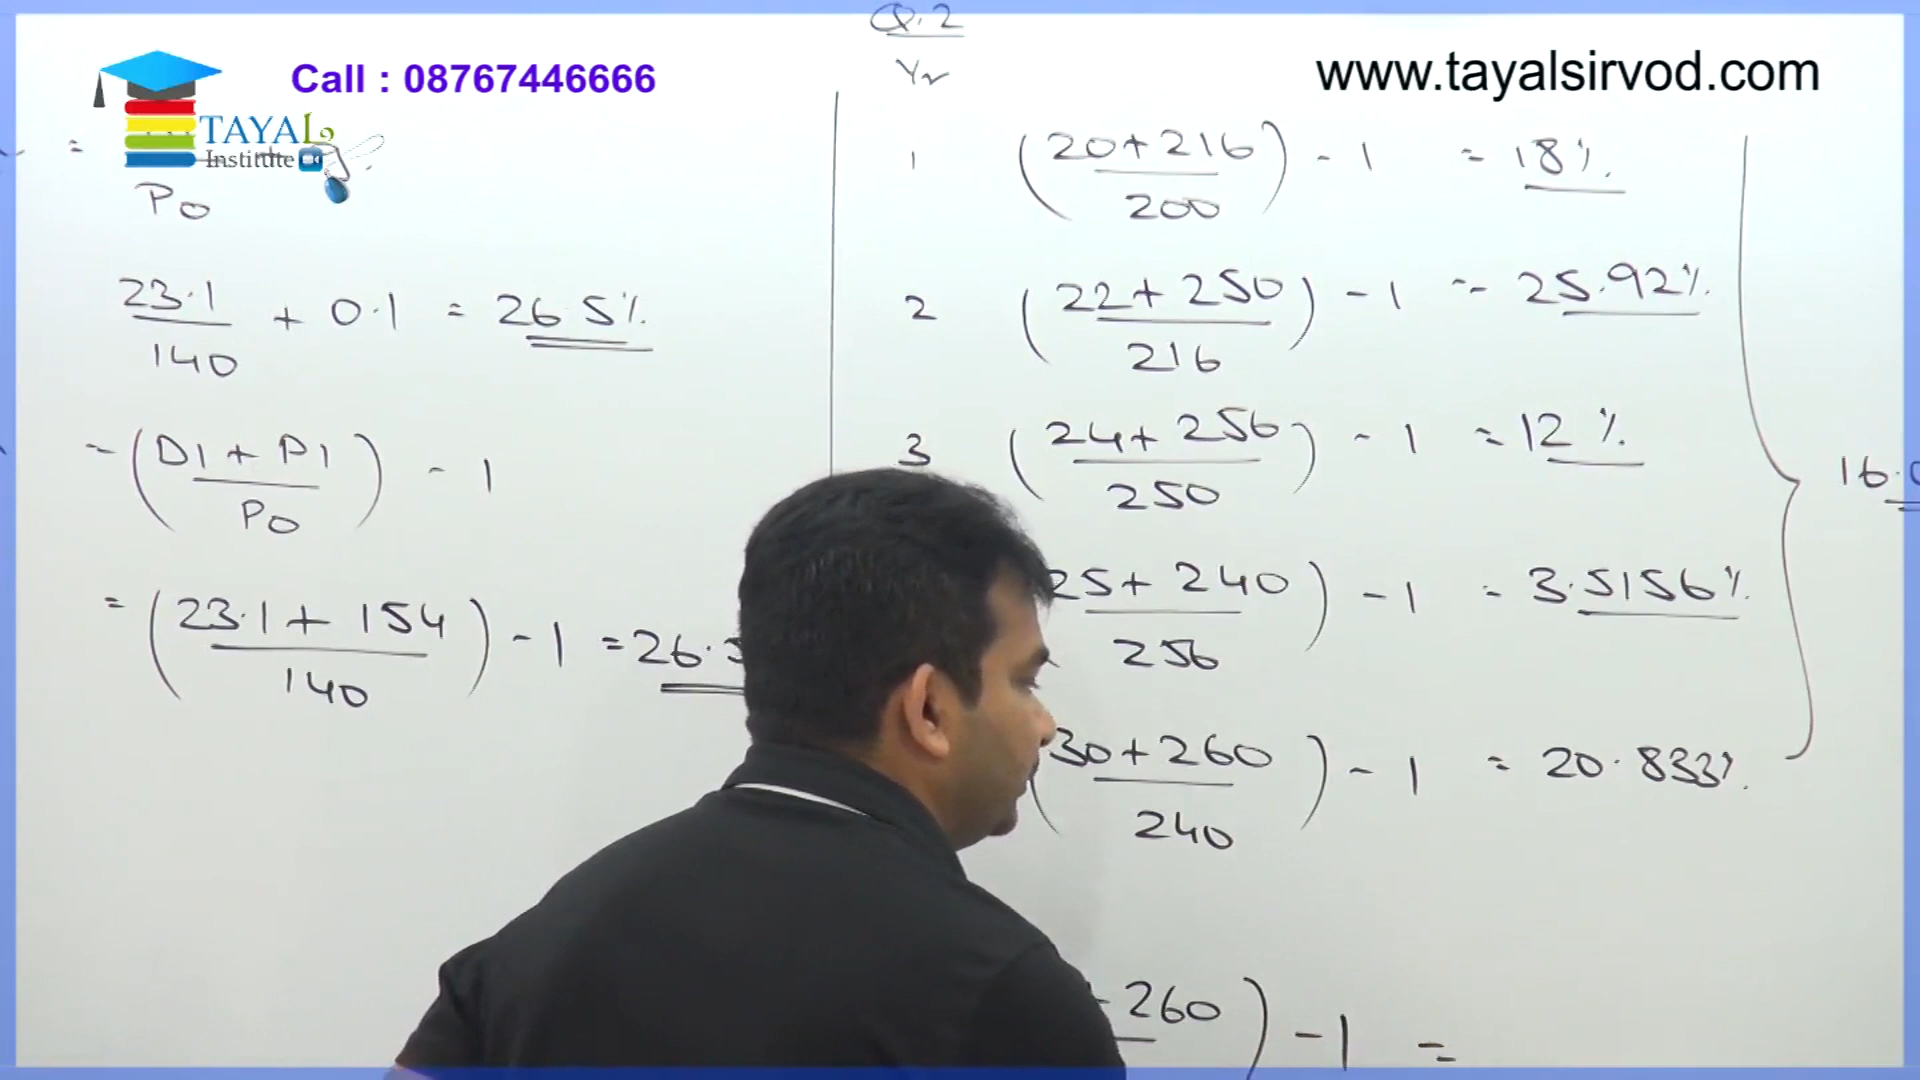 Q.2
Yr
Call : 08767446666
www.tayalsirvod.com
TAYAL
Institute
=
P0
23.1 / 140 + 0.1 = 26.5%
= (D1 + P1 / P0) - 1
= (23.1 + 154 / 140) - 1 = 26.
1 (20 + 216 / 200) - 1 = 18%
2 (22 + 250 / 216) - 1 = 25.92%
3 (24 + 256 / 250) - 1 = 12%
25 + 240 / 256) - 1 = 3.5156%
(30 + 260 / 240) - 1 = 20.833%
16.0
+ 260) - 1 =